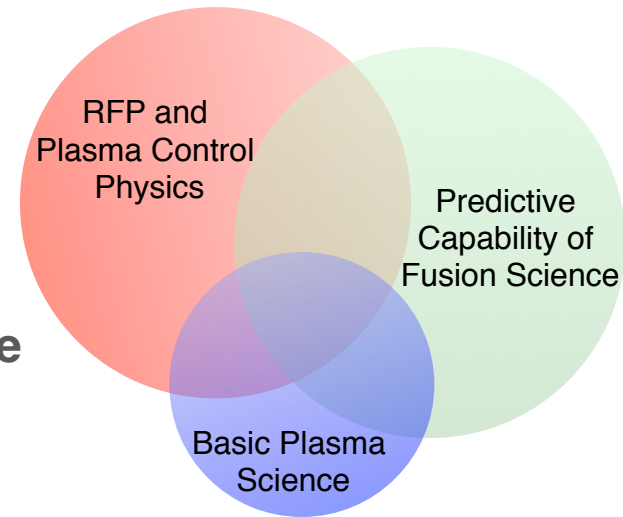 RFP and
Plasma Control
Physics
Predictive
Capability of
Fusion Science
e
Basic Plasma
Science